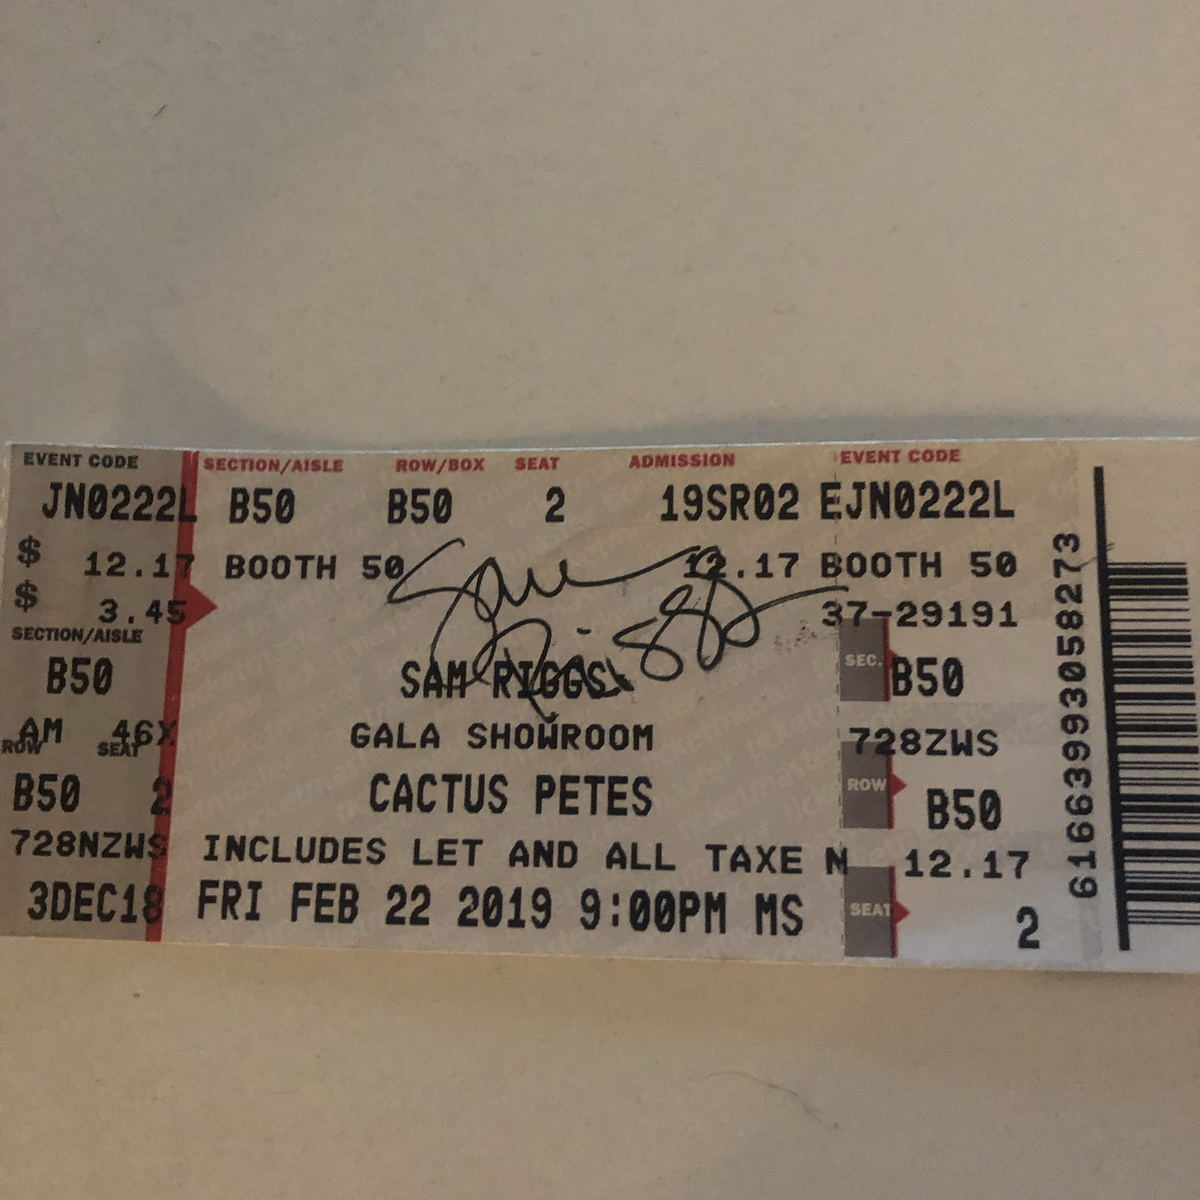 EVENT CODE SECTION/AISLE ROW/BOX SEAT ADMISSION EVENT CODE
JN0222L B50 B50 2 19SR02 EJN0222L
$ 12.17 BOOTH 50 12.17 BOOTH 50
$ 3.45 37-29191
Sam Riggs
SECTION/AISLE
B50 SAM RIGGS SEC. B50
AM 46X GALA SHOWROOM 728ZWS
ROW SEAT
B50 2 CACTUS PETES ROW B50
728NZWS INCLUDES LET AND ALL TAXE N 12.17
3DEC18 FRI FEB 22 2019 9:00PM MS SEAT 2
61663993058273